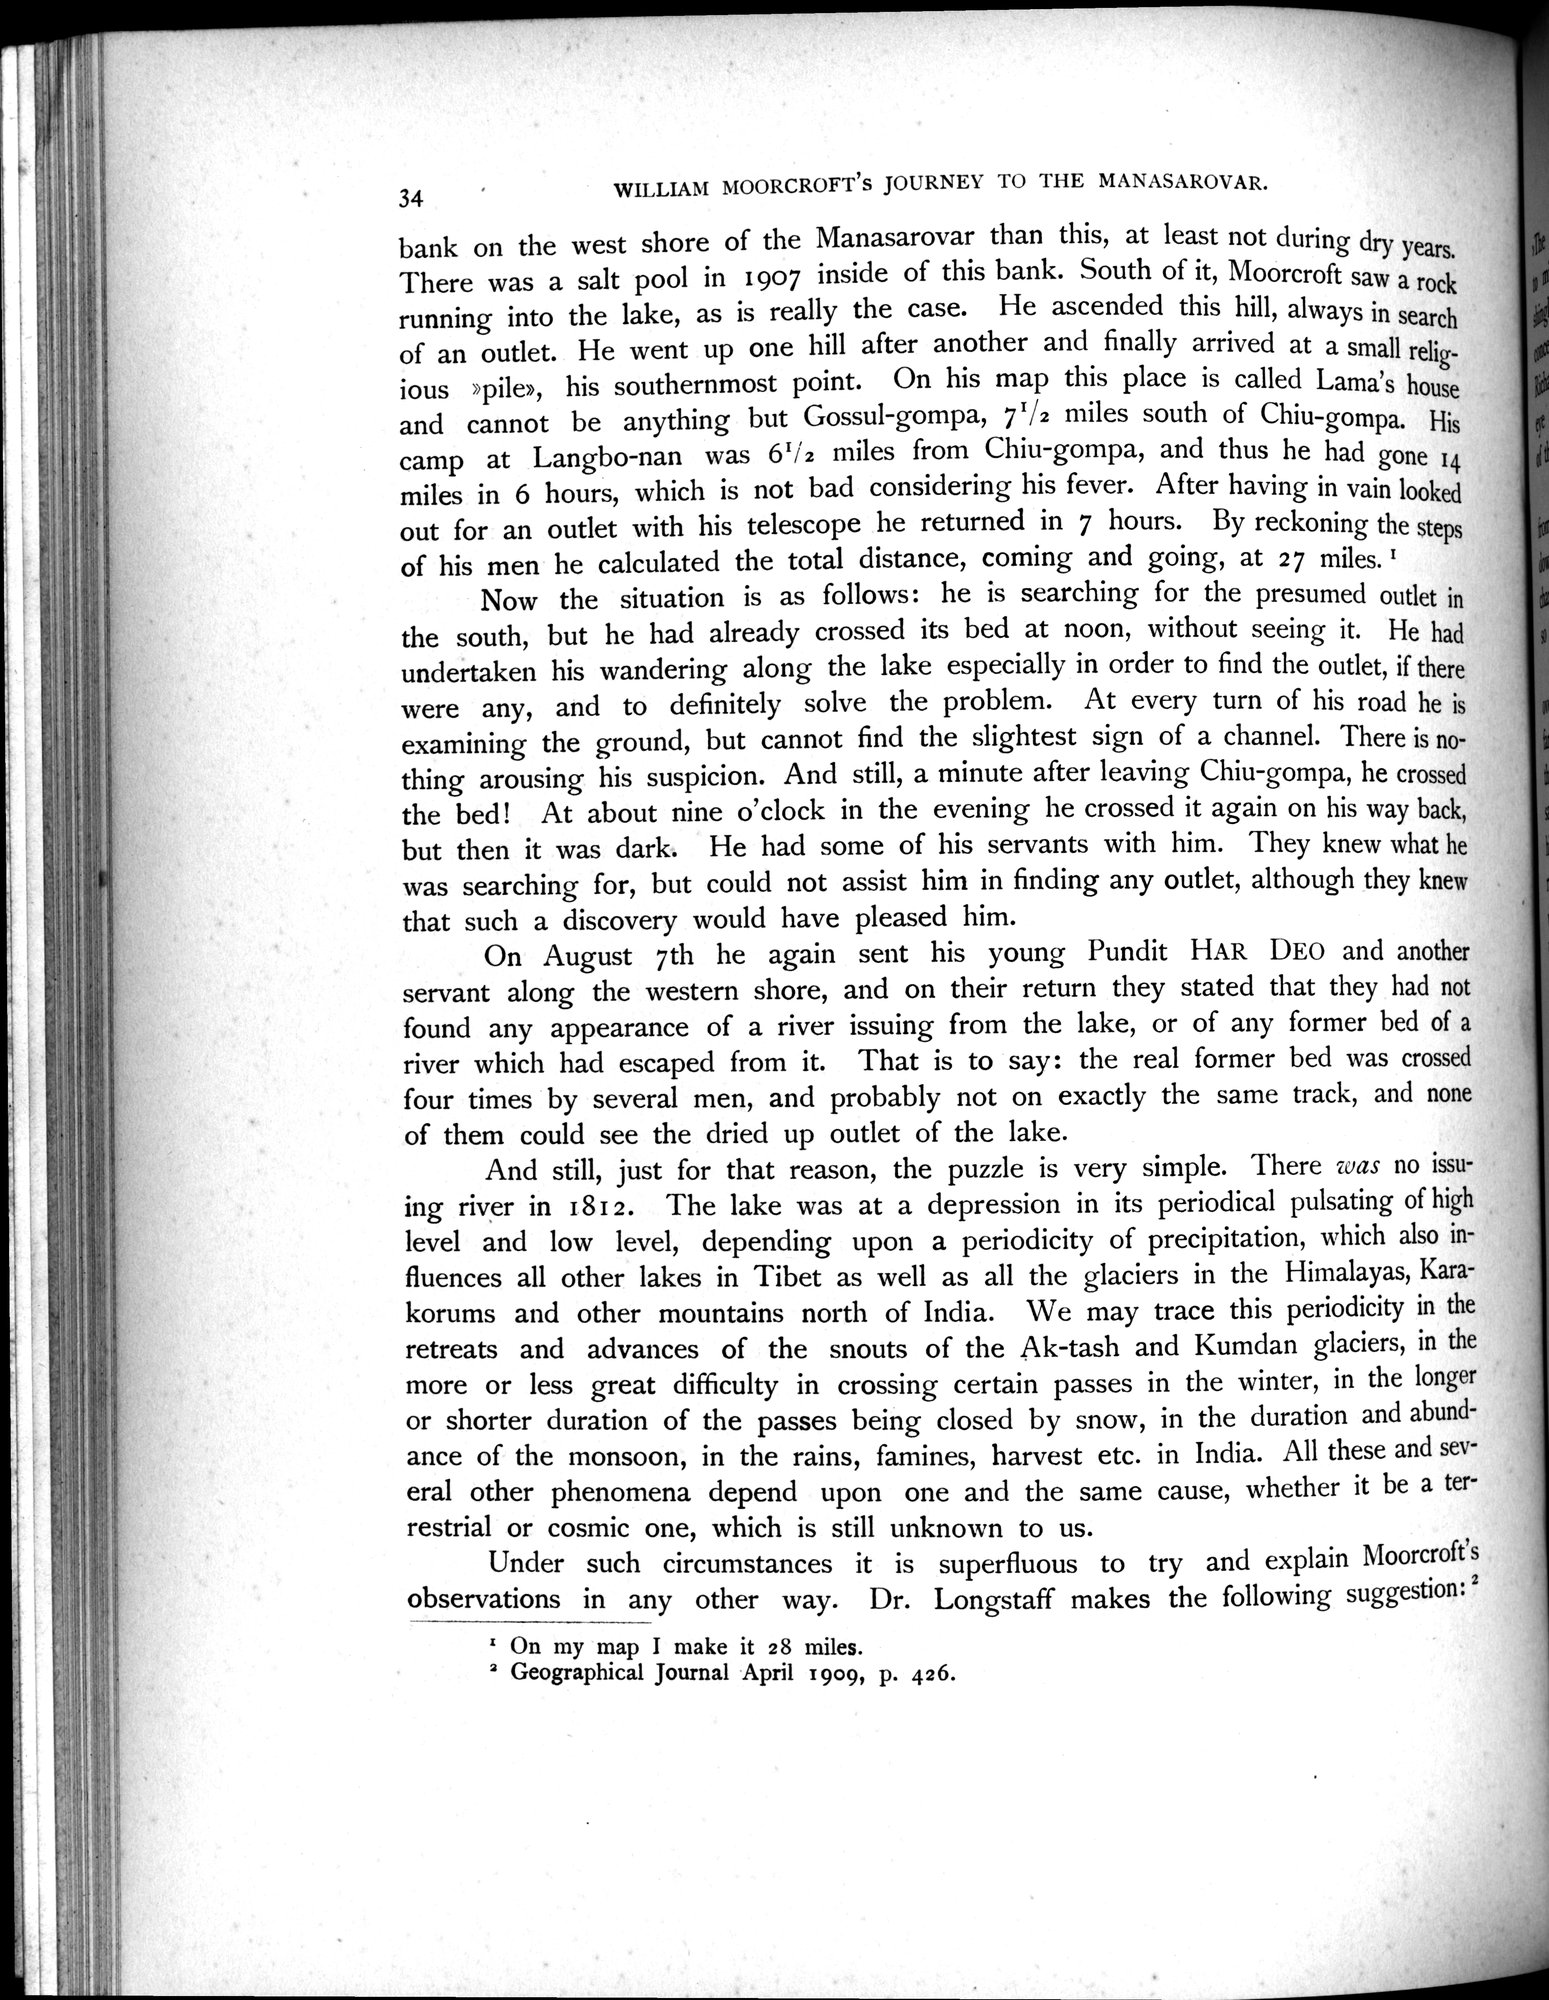 34
WILLIAM MOORCROFT'S JOURNEY TO THE MANASAROVAR.
bank on the west shore of the Manasarovar than this, at least not during dry years.
There was a salt pool in 1907 inside of this bank. South of it, Moorcroft saw a rock
running into the lake, as is really the case. He ascended this hill, always in search
of an outlet. He went up one hill after another and finally arrived at a small relig-
ious »pile», his southernmost point. On his map this place is called Lama's house
and cannot be anything but Gossul-gompa, 7 1/2 miles south of Chiu-gompa. His
camp at Langbo-nan was 6 1/2 miles from Chiu-gompa, and thus he had gone 14
miles in 6 hours, which is not bad considering his fever. After having in vain looked
out for an outlet with his telescope he returned in 7 hours. By reckoning the steps
of his men he calculated the total distance, coming and going, at 27 miles. ¹
Now the situation is as follows: he is searching for the presumed outlet in
the south, but he had already crossed its bed at noon, without seeing it. He had
undertaken his wandering along the lake especially in order to find the outlet, if there
were any, and to definitely solve the problem. At every turn of his road he is
examining the ground, but cannot find the slightest sign of a channel. There is no-
thing arousing his suspicion. And still, a minute after leaving Chiu-gompa, he crossed
the bed! At about nine o'clock in the evening he crossed it again on his way back,
but then it was dark. He had some of his servants with him. They knew what he
was searching for, but could not assist him in finding any outlet, although they knew
that such a discovery would have pleased him.
On August 7th he again sent his young Pundit HAR DEO and another
servant along the western shore, and on their return they stated that they had not
found any appearance of a river issuing from the lake, or of any former bed of a
river which had escaped from it. That is to say: the real former bed was crossed
four times by several men, and probably not on exactly the same track, and none
of them could see the dried up outlet of the lake.
And still, just for that reason, the puzzle is very simple. There was no issu-
ing river in 1812. The lake was at a depression in its periodical pulsating of high
level and low level, depending upon a periodicity of precipitation, which also in-
fluences all other lakes in Tibet as well as all the glaciers in the Himalayas, Kara-
korums and other mountains north of India. We may trace this periodicity in the
retreats and advances of the snouts of the Ak-tash and Kumdan glaciers, in the
more or less great difficulty in crossing certain passes in the winter, in the longer
or shorter duration of the passes being closed by snow, in the duration and abund-
ance of the monsoon, in the rains, famines, harvest etc. in India. All these and sev-
eral other phenomena depend upon one and the same cause, whether it be a ter-
restrial or cosmic one, which is still unknown to us.
Under such circumstances it is superfluous to try and explain Moorcroft's
observations in any other way. Dr. Longstaff makes the following suggestion: ²
¹ On my map I make it 28 miles.
² Geographical Journal April 1909, p. 426.